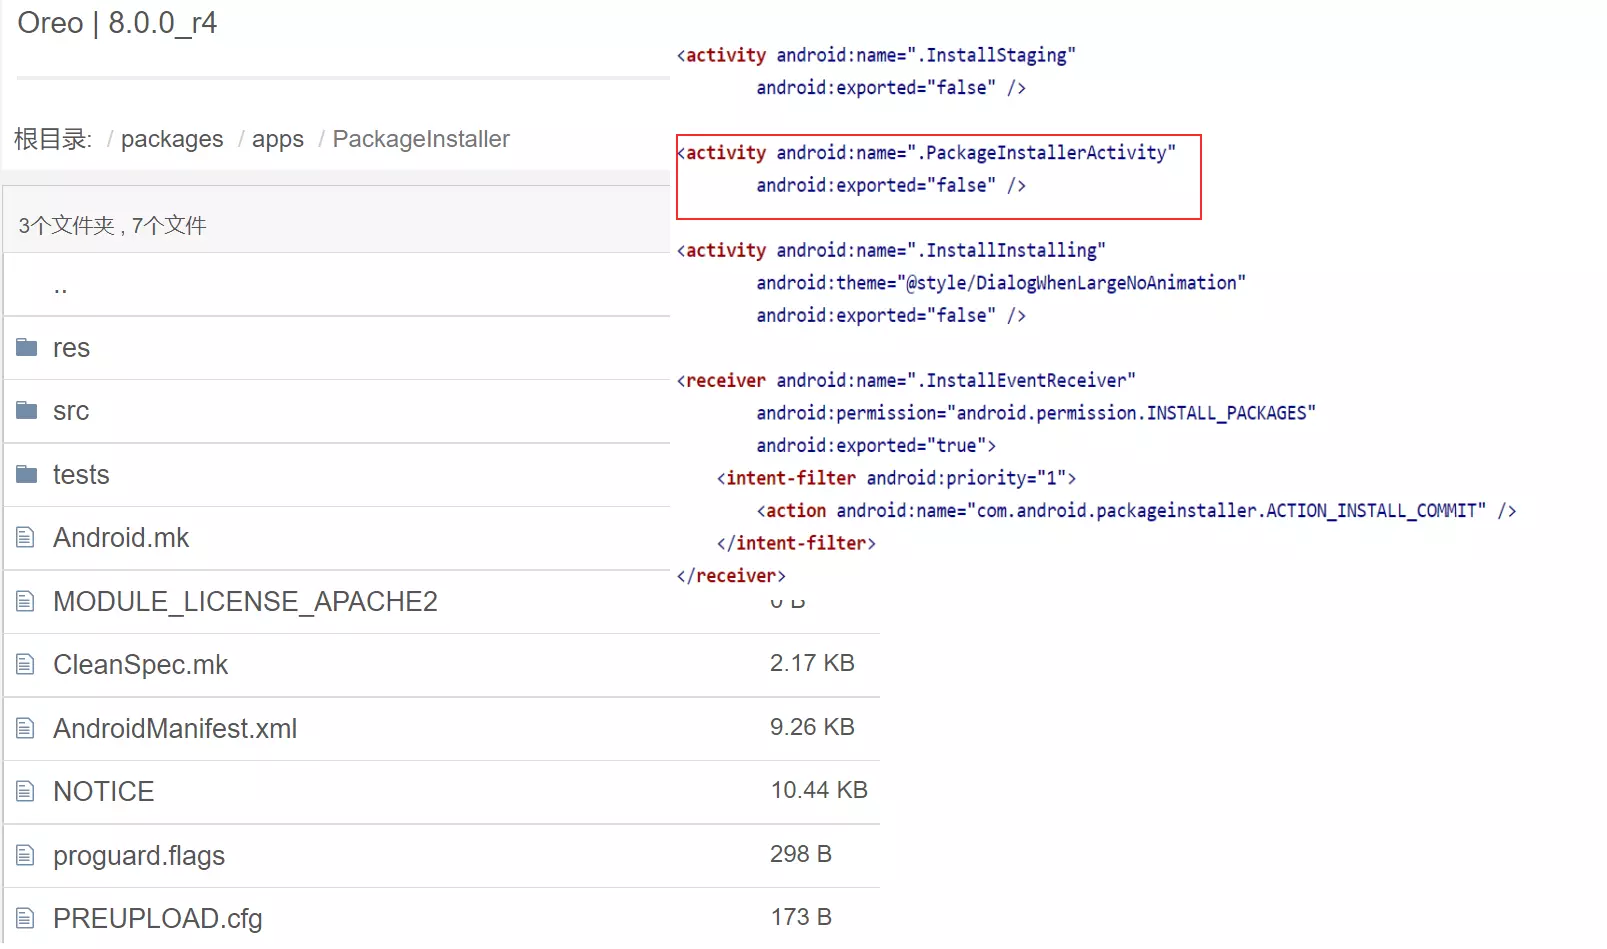 Oreo | 8.0.0_r4
根目录: / packages / apps / PackageInstaller
3个文件夹 , 7个文件
..
res
src
tests
Android.mk
MODULE_LICENSE_APACHE2
CleanSpec.mk 2.17 KB
AndroidManifest.xml 9.26 KB
NOTICE 10.44 KB
proguard.flags 298 B
PREUPLOAD.cfg 173 B
<activity android:name=".InstallStaging"
android:exported="false" />
<activity android:name=".PackageInstallerActivity"
android:exported="false" />
<activity android:name=".InstallInstalling"
android:theme="@style/DialogWhenLargeNoAnimation"
android:exported="false" />
<receiver android:name=".InstallEventReceiver"
android:permission="android.permission.INSTALL_PACKAGES"
android:exported="true">
<intent-filter android:priority="1">
<action android:name="com.android.packageinstaller.ACTION_INSTALL_COMMIT" />
</intent-filter>
</receiver>